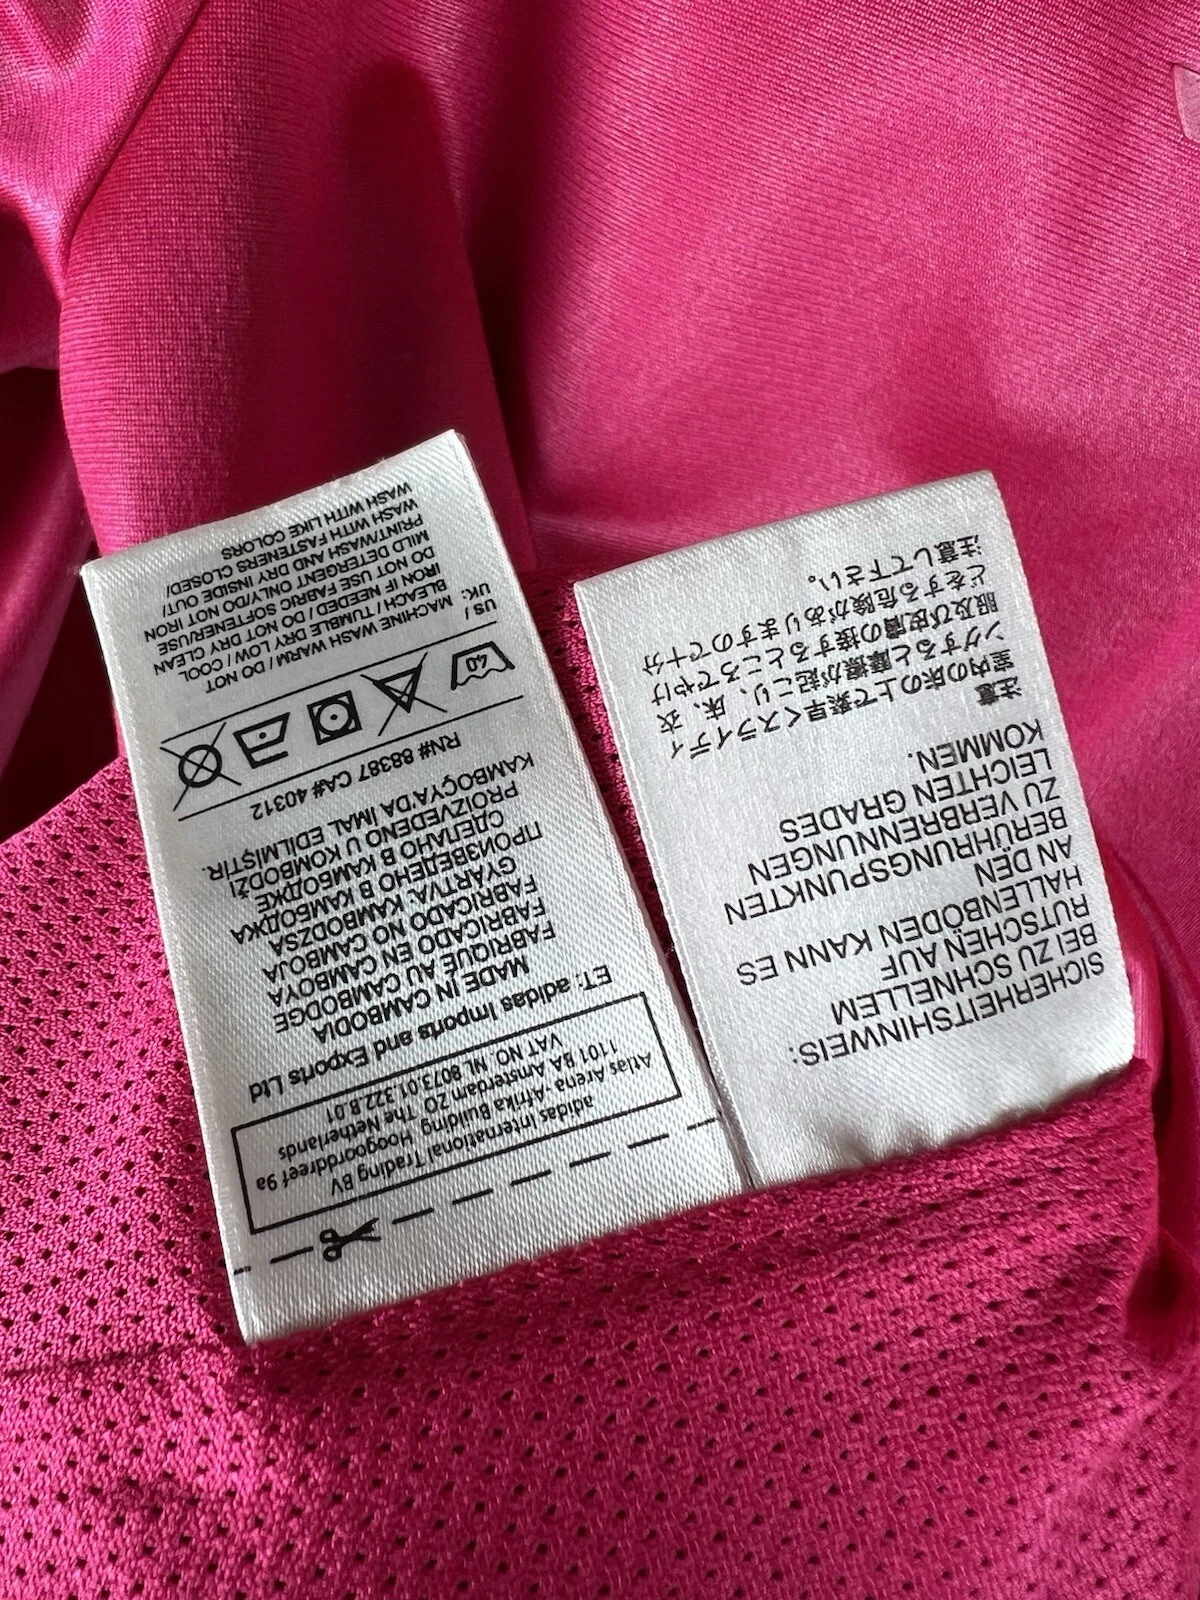 adidas International Trading BV
Atlas Arena -Afrika Building, Hoogoorddreef 9a
1101 BA Amsterdam ZO, The Netherlands
VAT NO. NL 8073.01.322.B.01
ET: adidas Imports and Exports Ltd
MADE IN CAMBODIA
FABRIQUÉ AU CAMBODGE
FABRICADO EN CAMBOYA
FABRICADO NO CAMBOJA
GYÁRTVA: KAMBODZSA
ПРОИЗВЕДЕНО В КАМБОДЖА
СДЕЛАНО В КАМБОДЖЕ
PROIZVEDENO U KOMBODŽI
KAMBOÇYA'DA İMAL EDİLMİŞTİR.
RN# 88387 CA# 40312
40
US/
UK:
MACHINE WASH WARM / DO NOT
BLEACH / TUMBLE DRY LOW / COOL
IRON IF NEEDED / DO NOT DRY CLEAN
DO NOT USE FABRIC SOFTENER/USE
MILD DETERGENT ONLY/DO NOT IRON
PRINT/WASH AND DRY INSIDE OUT/
WASH WITH FASTENERS CLOSED/
WASH WITH LIKE COLORS
SICHERHEITSHINWEIS:
BEI ZU SCHNELLEM
RUTSCHEN AUF
HALLENBÖDEN KANN ES
AN DEN
BERÜHRUNGSPUNKTEN
ZU VERBRENNUNGEN
LEICHTEN GRADES
KOMMEN.
注意
室内の床の上で素早くスライディ
ングすると摩擦が起こり、床、衣
服及び皮膚の接するところでやけ
どをする危険がありますので十分
注意して下さい。